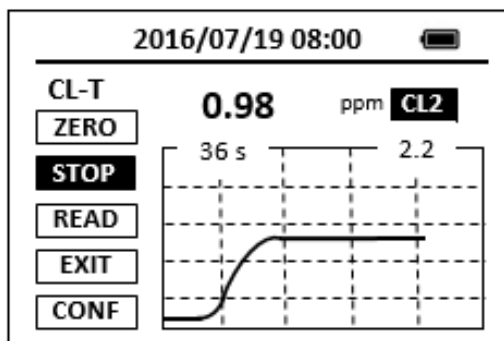 2016/07/19 08:00
CL-T
0.98 ppm CL2
ZERO
36 s 2.2
STOP
READ
EXIT
CONF